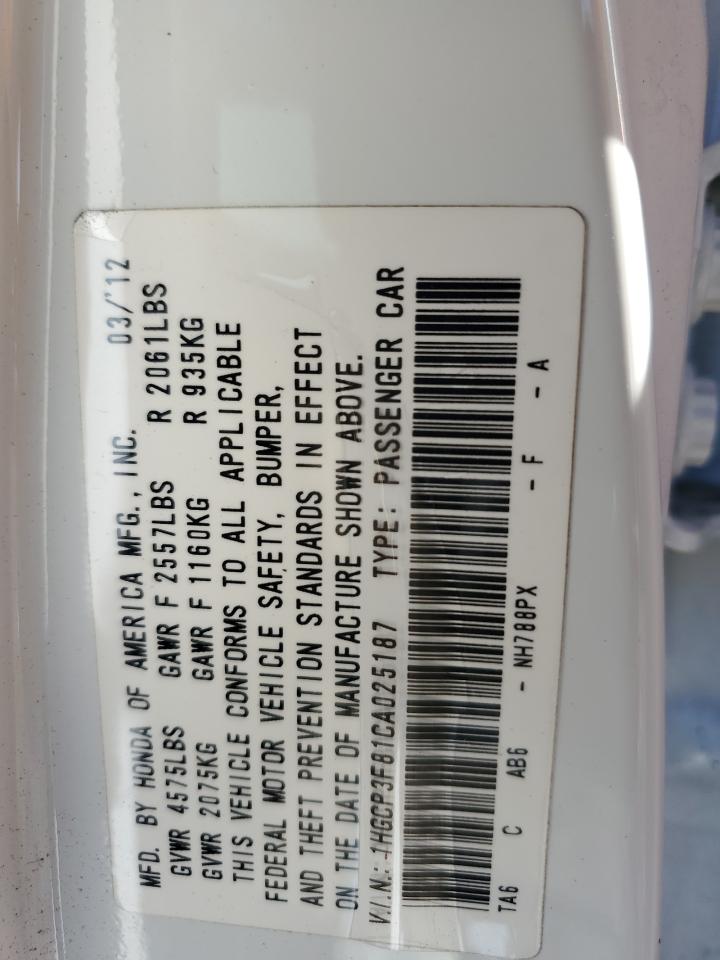 MFD. BY HONDA OF AMERICA MFG., INC. 03/'12
GVWR 4575LBS GAWR F 2557LBS R 2061LBS
GVWR 2075KG GAWR F 1160KG R 935KG
THIS VEHICLE CONFORMS TO ALL APPLICABLE
FEDERAL MOTOR VEHICLE SAFETY, BUMPER,
AND THEFT PREVENTION STANDARDS IN EFFECT
ON THE DATE OF MANUFACTURE SHOWN ABOVE.
V.I.N.: 1HGCP3F81CA025187 TYPE: PASSENGER CAR
TA6 C AB6 - NH788PX - F - A